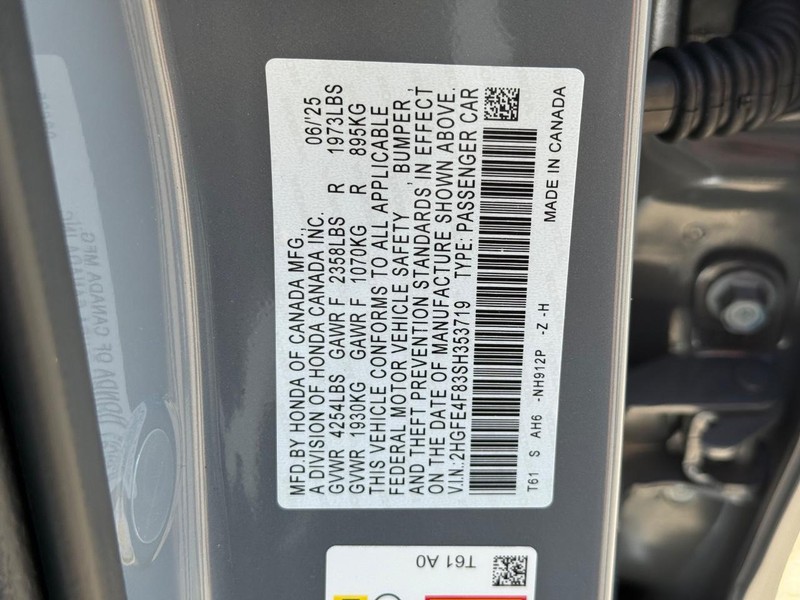 MFD.BY HONDA OF CANADA MFG., 06/'25
A DIVISION OF HONDA CANADA INC.
GVWR 4254LBS GAWR F 2358LBS R 1973LBS
GVWR 1930KG GAWR F 1070KG R 895KG
THIS VEHICLE CONFORMS TO ALL APPLICABLE
FEDERAL MOTOR VEHICLE SAFETY , BUMPER ,
AND THEFT PREVENTION STANDARDS, IN EFFECT
ON THE DATE OF MANUFACTURE SHOWN ABOVE.
V.I.N.:2HGFE4F83SH353719 TYPE: PASSENGER CAR
T61 S AH6 -NH912P -Z -H MADE IN CANADA
T61 A0